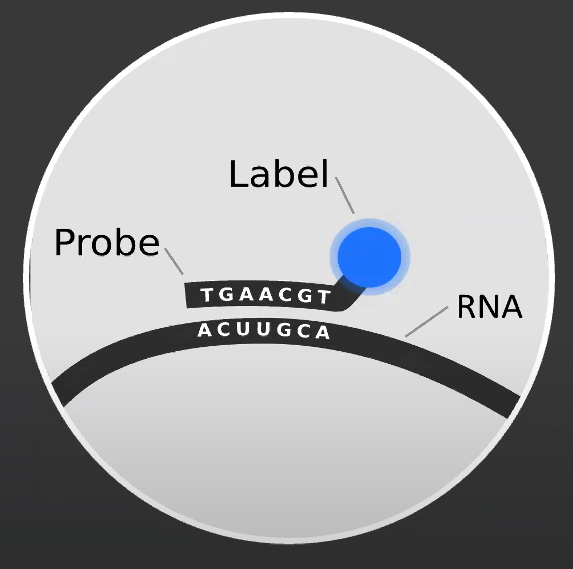 Label
Probe
TGAACGT
RNA
ACUUGCA